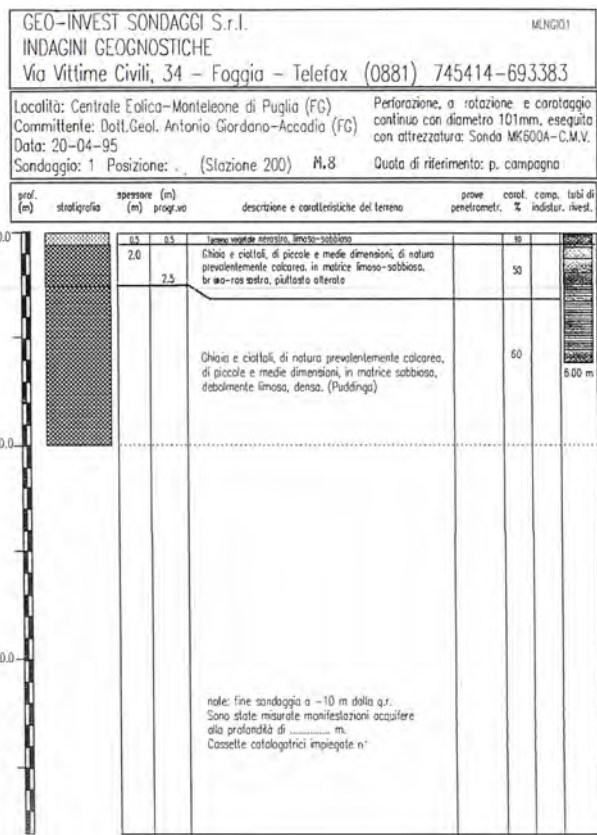 GEO-INVEST SONDAGGI S.r.l.
MLNGIO.1
INDAGINI GEOGNOSTICHE
Via Vittime Civili, 34 - Foggia - Telefax (0881) 745414-693383
Località: Centrale Eolica-Monteleone di Puglia (FG)
Committente: Dott.Geol. Antonio Giordano-Accadia (FG)
Data: 20-04-95
Sondaggio: 1 Posizione: . (Stazione 200) M.8
Perforazione, a rotazione e carotaggio
continuo con diametro 101mm, eseguita
con attrezzatura: Sonda MK600A-C.M.V.
Quota di riferimento: p. campagna
prof. (m) stratigrafia spessore (m) (m) progr.vo descrizione e caratteristiche del terreno prove penetrometr. carot. % camp. indistur. tubi di rivest.
0.0 0.5 0.5 Terreno vegetale nerastro, limoso-sabbioso 90
2.0 Ghiaia e ciottoli, di piccole e medie dimensioni, di natura
prevalentemente calcarea, in matrice limoso-sabbiosa, 50
2.5 bruno-rossastra, piuttosto alterata
Ghiaia e ciottoli, di natura prevalentemente calcarea, 60
di piccole e medie dimensioni, in matrice sabbiosa,
debolmente limosa, densa. (Puddinga)
6.00 m
0.0
0.0
note: fine sondaggio a -10 m dalla q.r.
Sono state misurate manifestazioni acquifere
alla profondità di ............ m.
Cassette catalogatrici impiegate n°